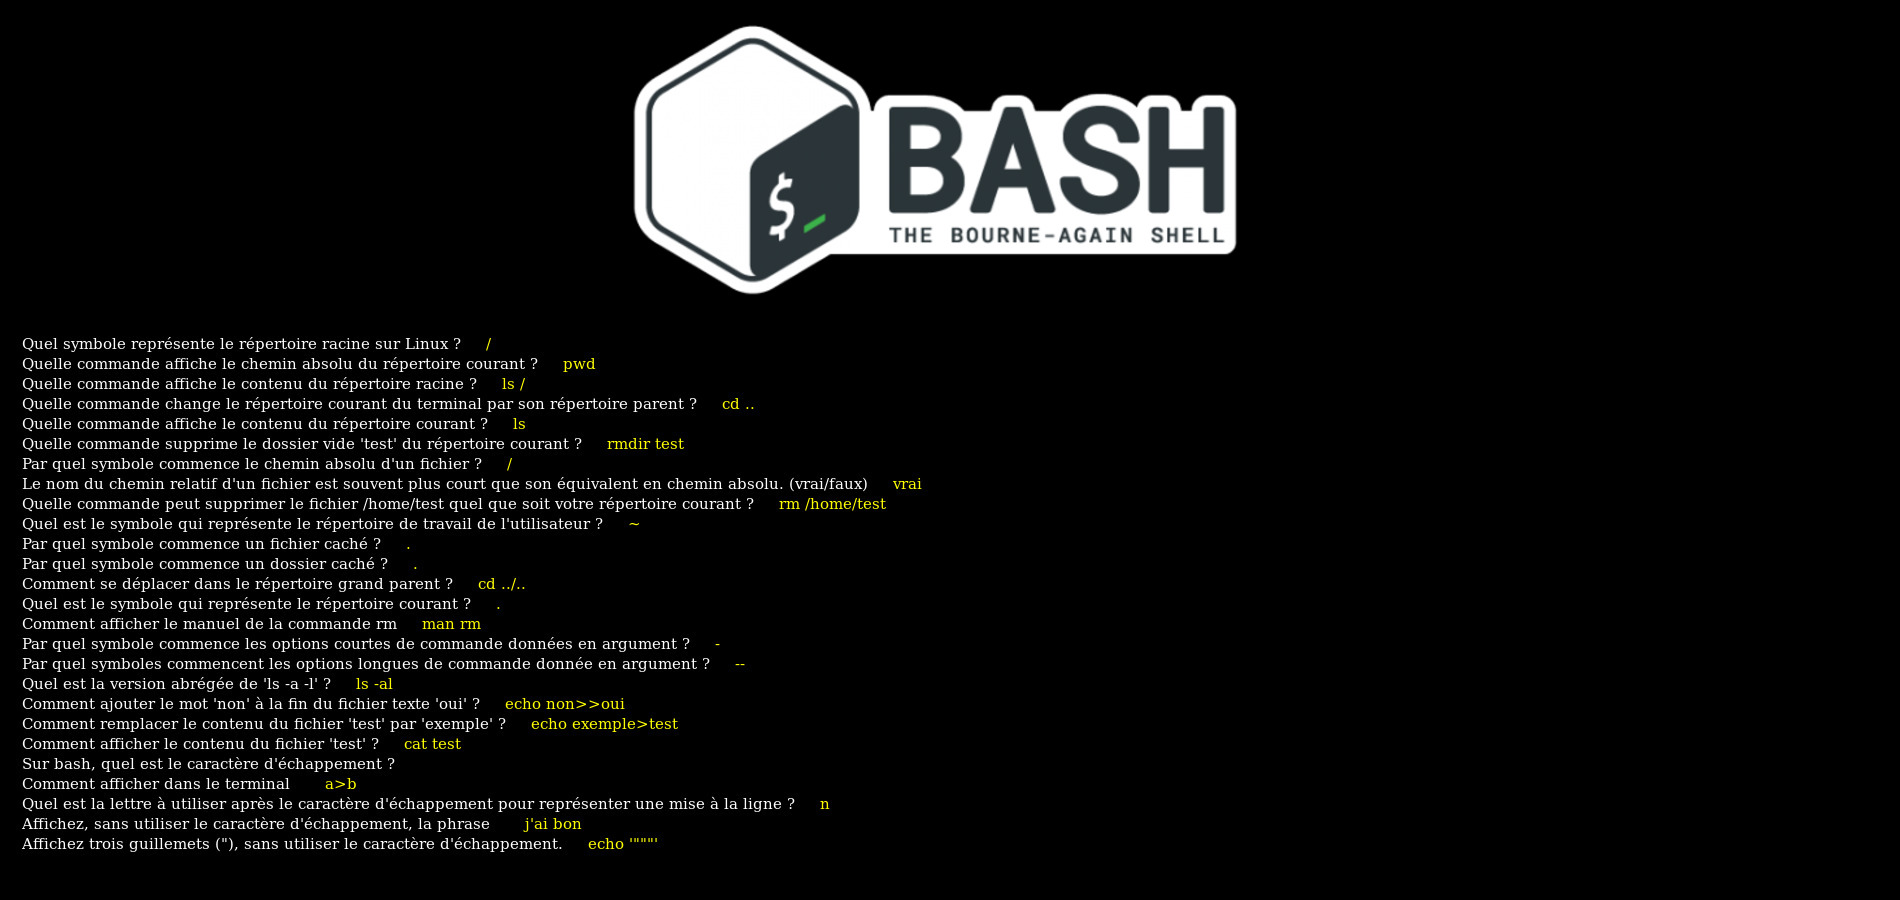 $_
BASH
THE BOURNE-AGAIN SHELL
Quel symbole représente le répertoire racine sur Linux ? /
Quelle commande affiche le chemin absolu du répertoire courant ? pwd
Quelle commande affiche le contenu du répertoire racine ? ls /
Quelle commande change le répertoire courant du terminal par son répertoire parent ? cd ..
Quelle commande affiche le contenu du répertoire courant ? ls
Quelle commande supprime le dossier vide 'test' du répertoire courant ? rmdir test
Par quel symbole commence le chemin absolu d'un fichier ? /
Le nom du chemin relatif d'un fichier est souvent plus court que son équivalent en chemin absolu. (vrai/faux) vrai
Quelle commande peut supprimer le fichier /home/test quel que soit votre répertoire courant ? rm /home/test
Quel est le symbole qui représente le répertoire de travail de l'utilisateur ? ~
Par quel symbole commence un fichier caché ? .
Par quel symbole commence un dossier caché ? .
Comment se déplacer dans le répertoire grand parent ? cd ../..
Quel est le symbole qui représente le répertoire courant ? .
Comment afficher le manuel de la commande rm man rm
Par quel symbole commence les options courtes de commande données en argument ? -
Par quel symboles commencent les options longues de commande donnée en argument ? --
Quel est la version abrégée de 'ls -a -l' ? ls -al
Comment ajouter le mot 'non' à la fin du fichier texte 'oui' ? echo non>>oui
Comment remplacer le contenu du fichier 'test' par 'exemple' ? echo exemple>test
Comment afficher le contenu du fichier 'test' ? cat test
Sur bash, quel est le caractère d'échappement ?
Comment afficher dans le terminal a>b
Quel est la lettre à utiliser après le caractère d'échappement pour représenter une mise à la ligne ? n
Affichez, sans utiliser le caractère d'échappement, la phrase j'ai bon
Affichez trois guillemets ("), sans utiliser le caractère d'échappement. echo '"""'